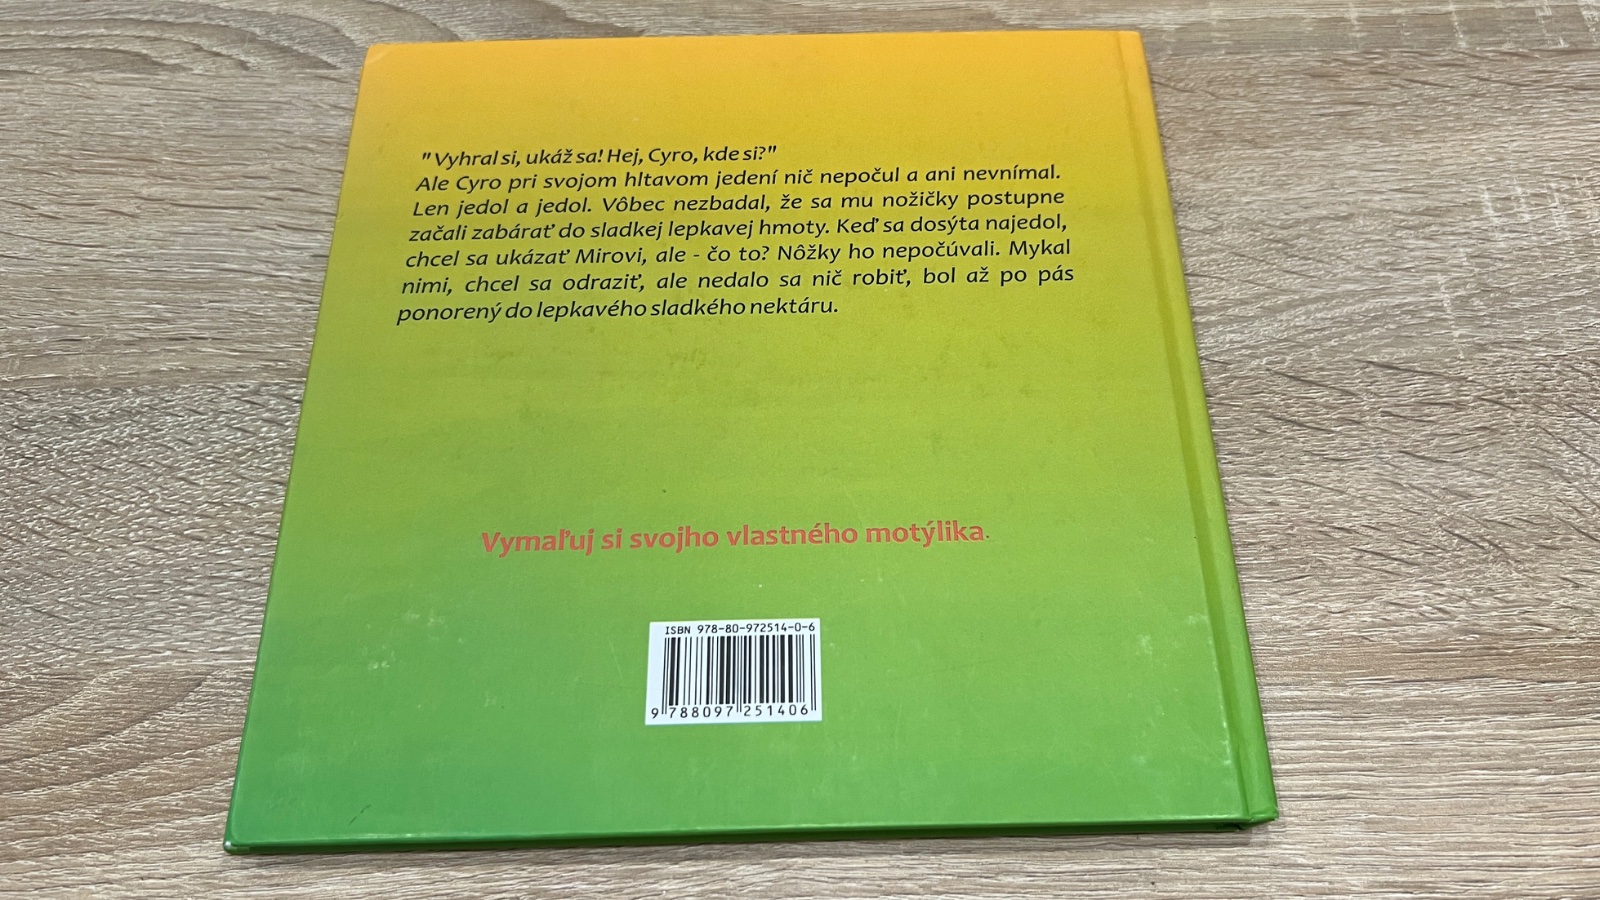 "Vyhral si, ukáž sa! Hej, Cyro, kde si?"
Ale Cyro pri svojom hltavom jedení nič nepočul a ani nevnímal.
Len jedol a jedol. Vôbec nezbadal, že sa mu nožičky postupne
začali zabárať do sladkej lepkavej hmoty. Keď sa dosýta najedol,
chcel sa ukázať Mirovi, ale - čo to? Nôžky ho nepočúvali. Mykal
nimi, chcel sa odraziť, ale nedalo sa nič robiť, bol až po pás
ponorený do lepkavého sladkého nektáru.
Vymaľuj si svojho vlastného motýlika.
ISBN 978-80-972514-0-6
9 788097 251406